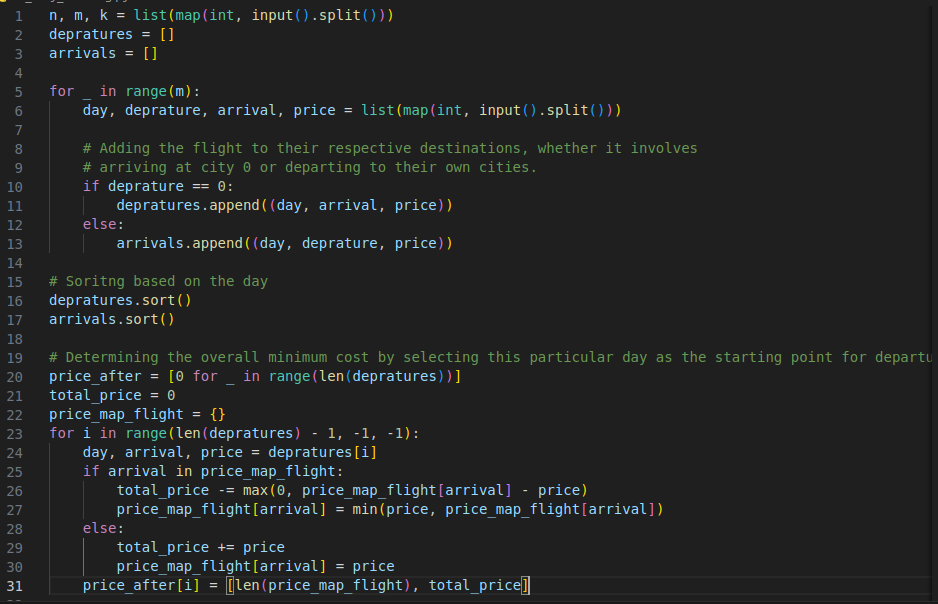 1 n, m, k = list(map(int, input().split()))
2 depratures = []
3 arrivals = []
4
5 for _ in range(m):
6     day, deprature, arrival, price = list(map(int, input().split()))
7
8     # Adding the flight to their respective destinations, whether it involves
9     # arriving at city 0 or departing to their own cities.
10     if deprature == 0:
11         depratures.append((day, arrival, price))
12     else:
13         arrivals.append((day, deprature, price))
14
15 # Soritng based on the day
16 depratures.sort()
17 arrivals.sort()
18
19 # Determining the overall minimum cost by selecting this particular day as the starting point for departu
20 price_after = [0 for _ in range(len(depratures))]
21 total_price = 0
22 price_map_flight = {}
23 for i in range(len(depratures) - 1, -1, -1):
24     day, arrival, price = depratures[i]
25     if arrival in price_map_flight:
26         total_price -= max(0, price_map_flight[arrival] - price)
27         price_map_flight[arrival] = min(price, price_map_flight[arrival])
28     else:
29         total_price += price
30         price_map_flight[arrival] = price
31     price_after[i] = [len(price_map_flight), total_price]